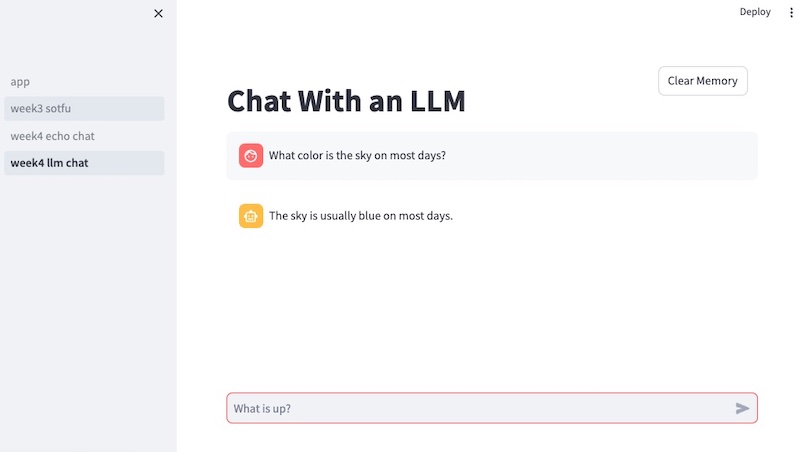 Deploy
app
week3 sotfu
week4 echo chat
week4 llm chat
Clear Memory
Chat With an LLM
What color is the sky on most days?
The sky is usually blue on most days.
What is up?